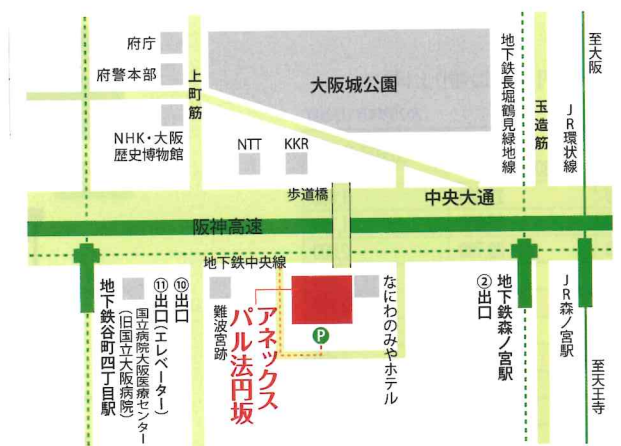 府庁
府警本部
上町筋
大阪城公園
地下鉄長堀鶴見緑地線
玉造筋
JR環状線
至大阪
NHK・大阪
歴史博物館
NTT
KKR
歩道橋
中央大通
阪神高速
地下鉄中央線
地下鉄谷町四丁目駅
⑩出口
⑪出口(エレベーター)
国立病院大阪医療センター
(旧国立大阪病院)
難波宮跡
アネックス
パル法円坂
P
なにわのみやホテル
②出口
地下鉄森ノ宮駅
JR森ノ宮駅
至天王寺